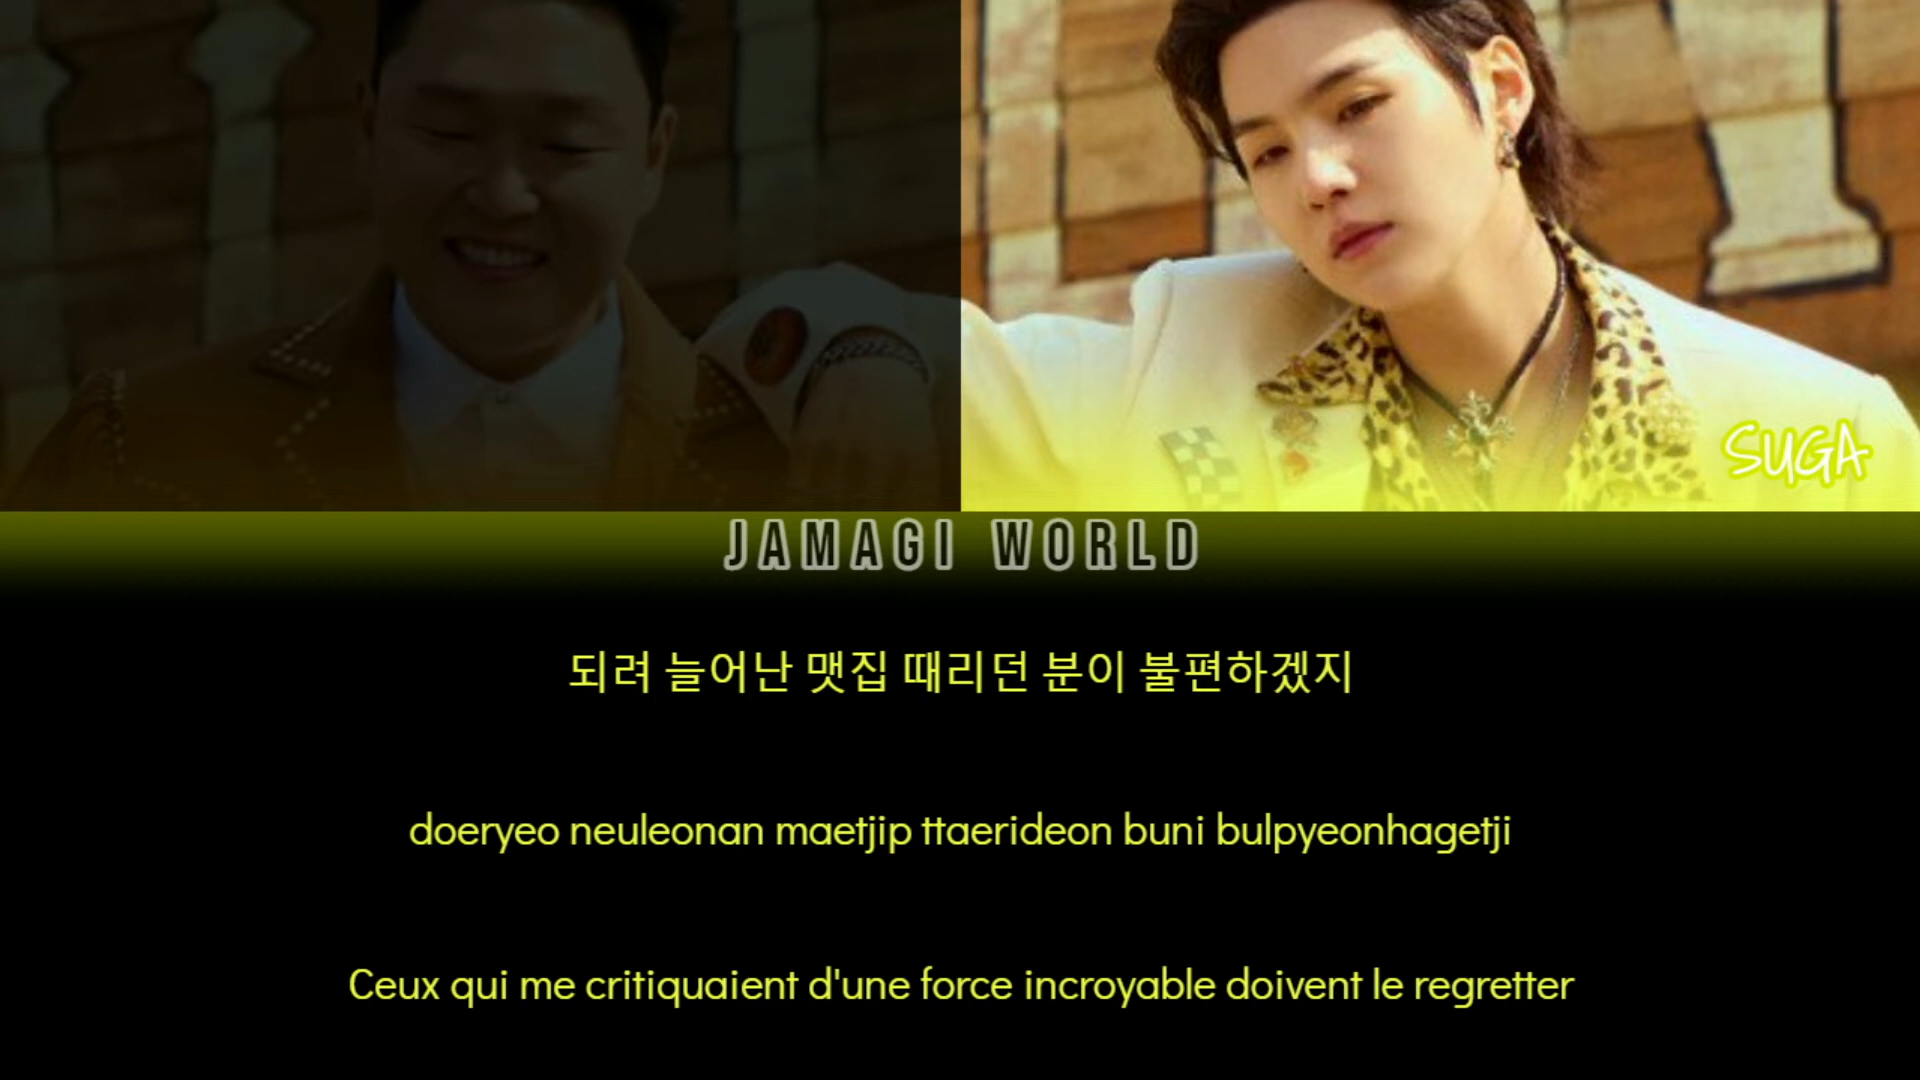 SUGA
JAMAGI WORLD
되려 늘어난 맷집 때리던 분이 불편하겠지
doeryeo neuleonan maetjip ttaerideon buni bulpyeonhagetji
Ceux qui me critiquaient d'une force incroyable doivent le regretter